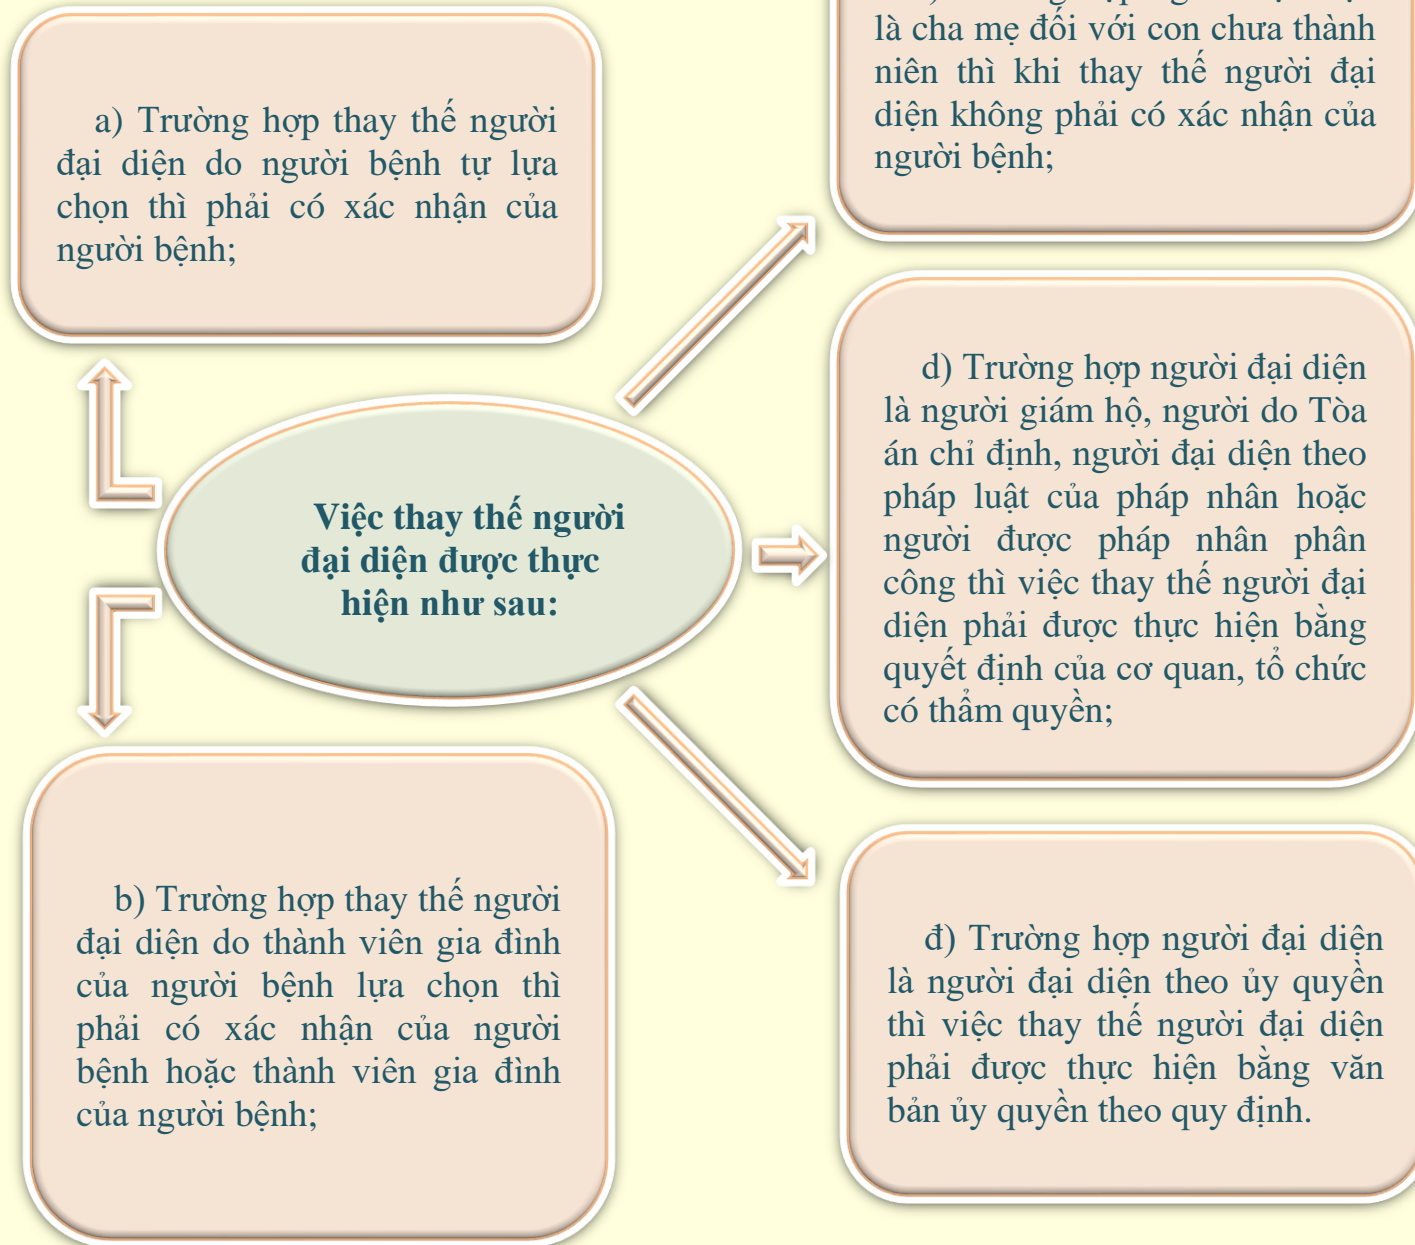 a) Trường hợp thay thế người
đại diện do người bệnh tự lựa
chọn thì phải có xác nhận của
người bệnh;
Việc thay thế người
đại diện được thực
hiện như sau:
b) Trường hợp thay thế người
đại diện do thành viên gia đình
của người bệnh lựa chọn thì
phải có xác nhận của người
bệnh hoặc thành viên gia đình
của người bệnh;
là cha mẹ đối với con chưa thành
niên thì khi thay thế người đại
diện không phải có xác nhận của
người bệnh;
d) Trường hợp người đại diện
là người giám hộ, người do Tòa
án chỉ định, người đại diện theo
pháp luật của pháp nhân hoặc
người được pháp nhân phân
công thì việc thay thế người đại
diện phải được thực hiện bằng
quyết định của cơ quan, tổ chức
có thẩm quyền;
đ) Trường hợp người đại diện
là người đại diện theo ủy quyền
thì việc thay thế người đại diện
phải được thực hiện bằng văn
bản ủy quyền theo quy định.